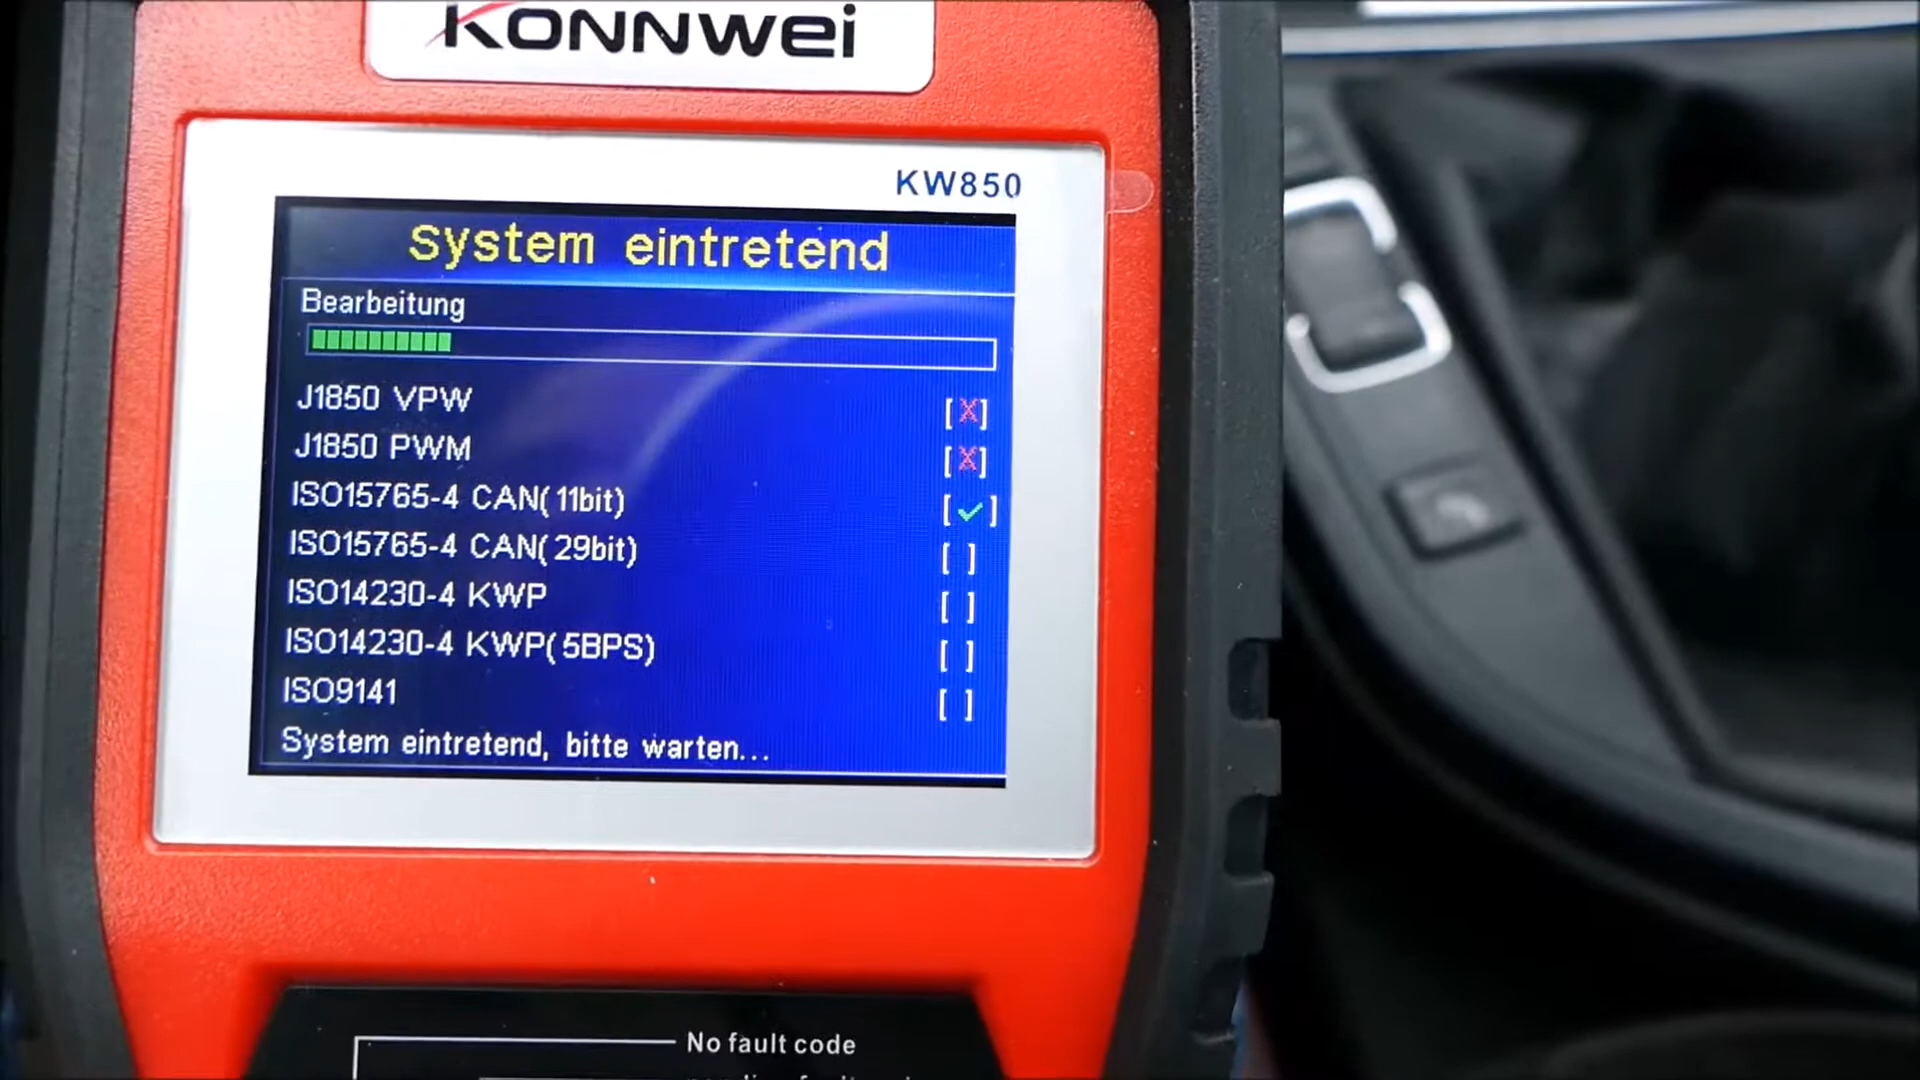 KONNWEI
KW850
System eintretend
Bearbeitung
J1850 VPW [X]
J1850 PWM [X]
ISO15765-4 CAN(11bit) [✓]
ISO15765-4 CAN(29bit) [ ]
ISO14230-4 KWP [ ]
ISO14230-4 KWP(5BPS) [ ]
ISO9141 [ ]
System eintretend, bitte warten...
No fault code